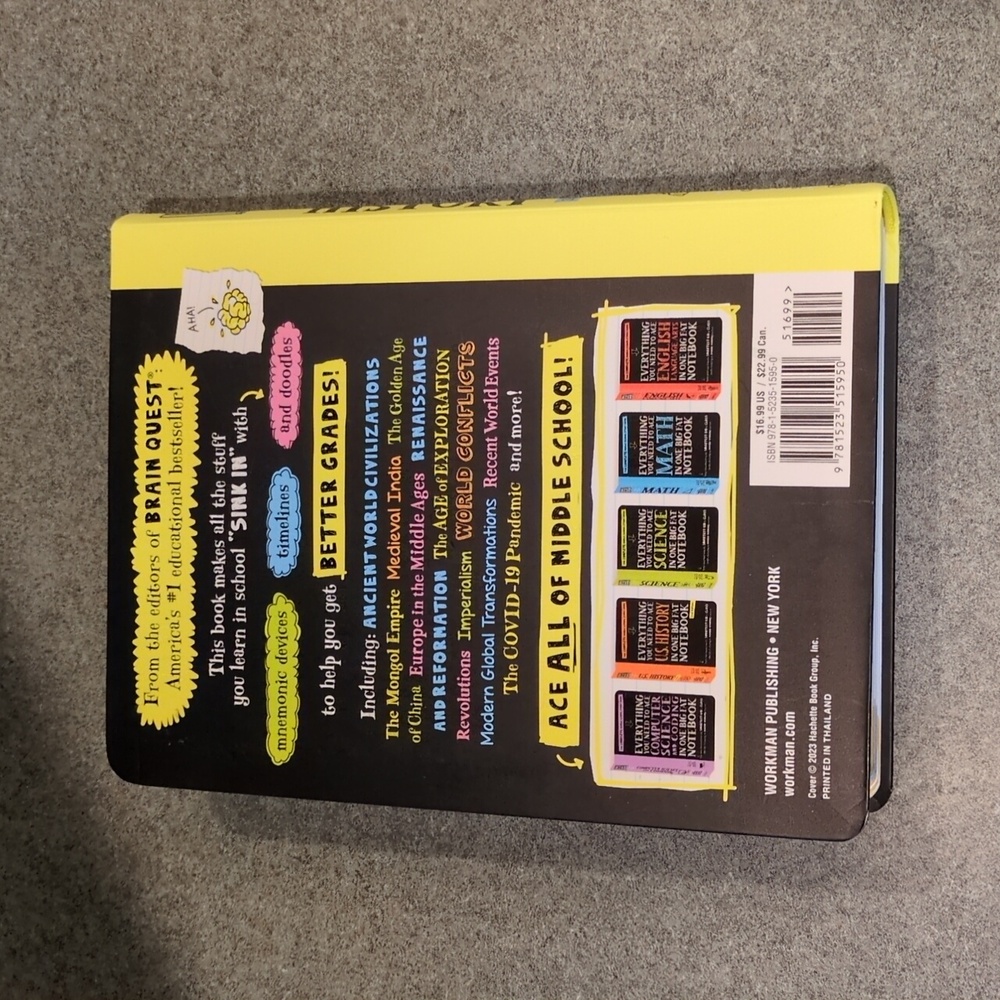 HISTORY
AHA!
From the editors of BRAIN QUEST®:
America's #1 educational bestseller!
This book makes all the stuff
you learn in school "SINK IN" with
mnemonic devices timelines and doodles
to help you get BETTER GRADES!
Including: ANCIENT WORLD CIVILIZATIONS
The Mongol Empire Medieval India The Golden Age
of China Europe in the Middle Ages RENAISSANCE
AND REFORMATION The AGE of EXPLORATION
Revolutions Imperialism WORLD CONFLICTS
Modern Global Transformations Recent World Events
The COVID-19 Pandemic and more!
ACE ALL OF MIDDLE SCHOOL!
EVERYTHING
YOU NEED TO ACE
COMPUTER
SCIENCE
AND CODING
IN ONE BIG FAT
NOTEBOOK
U.S. HISTORY
EVERYTHING
YOU NEED TO ACE
U.S. HISTORY
IN ONE BIG FAT
NOTEBOOK
SCIENCE
EVERYTHING
YOU NEED TO ACE
SCIENCE
IN ONE BIG FAT
NOTEBOOK
MATH
EVERYTHING
YOU NEED TO ACE
MATH
IN ONE BIG FAT
NOTEBOOK
EVERYTHING
YOU NEED TO ACE
ENGLISH
LANGUAGE ARTS
IN ONE BIG FAT
NOTEBOOK
WORKMAN PUBLISHING • NEW YORK
workman.com
Cover © 2023 Hachette Book Group, Inc.
PRINTED IN THAILAND
$16.99 US / $22.99 Can.
ISBN 978-1-5235-1595-0
9 781523 515950
51699 >